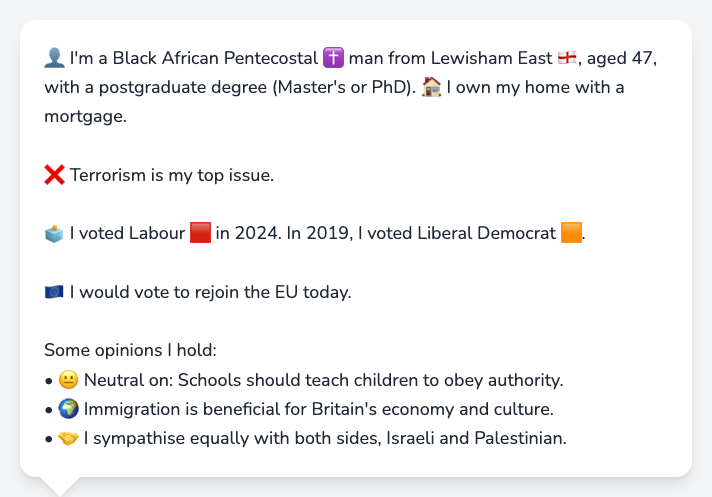 👤 I'm a Black African Pentecostal ✝️ man from Lewisham East 🏴󠁧󠁢󠁥󠁮󠁧󠁿, aged 47,
with a postgraduate degree (Master's or PhD). 🏠 I own my home with a
mortgage.
❌ Terrorism is my top issue.
🗳️ I voted Labour 🟥 in 2024. In 2019, I voted Liberal Democrat 🟧.
🇪🇺 I would vote to rejoin the EU today.
Some opinions I hold:
• 😐 Neutral on: Schools should teach children to obey authority.
• 🌍 Immigration is beneficial for Britain's economy and culture.
• 🤝 I sympathise equally with both sides, Israeli and Palestinian.